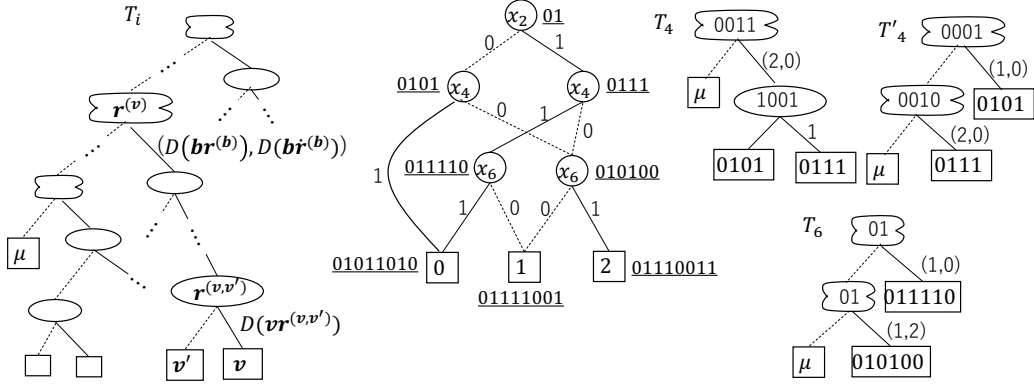 T_i
r^(v)
(D(br^(b)), D(bṙ^(b)))
μ
r^(v,v′)
D(vr^(v,v′))
v′ v
x_2 01
0 1
0101 x_4 x_4 0111
0 1 0
011110 x_6 x_6 010100
1 1 0 0 1
01011010 0 1 2 01110011
01111001
T_4
0011
(2,0)
μ 1001
1
0101 0111
T′_4
0001
(1,0)
0010 0101
(2,0)
μ 0111
T_6
01
(1,0)
01 011110
(1,2)
μ 010100